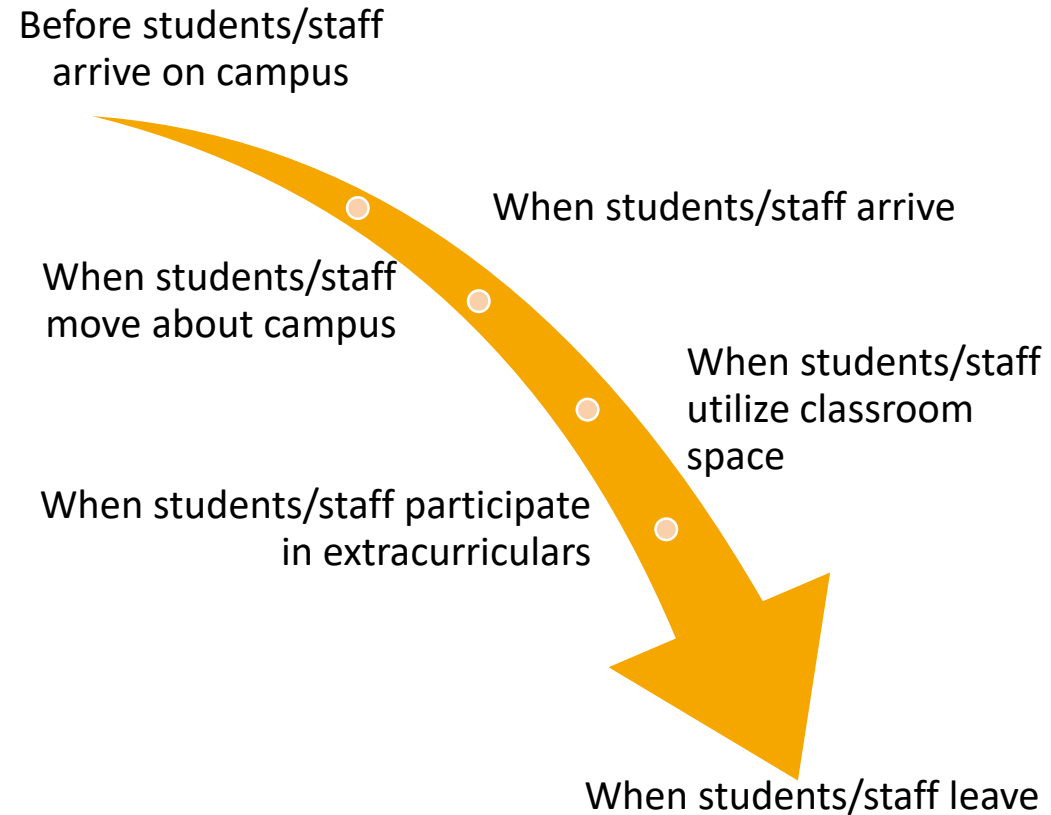 Before students/staff
arrive on campus
When students/staff arrive
When students/staff
move about campus
When students/staff
utilize classroom
space
When students/staff participate
in extracurriculars
When students/staff leave